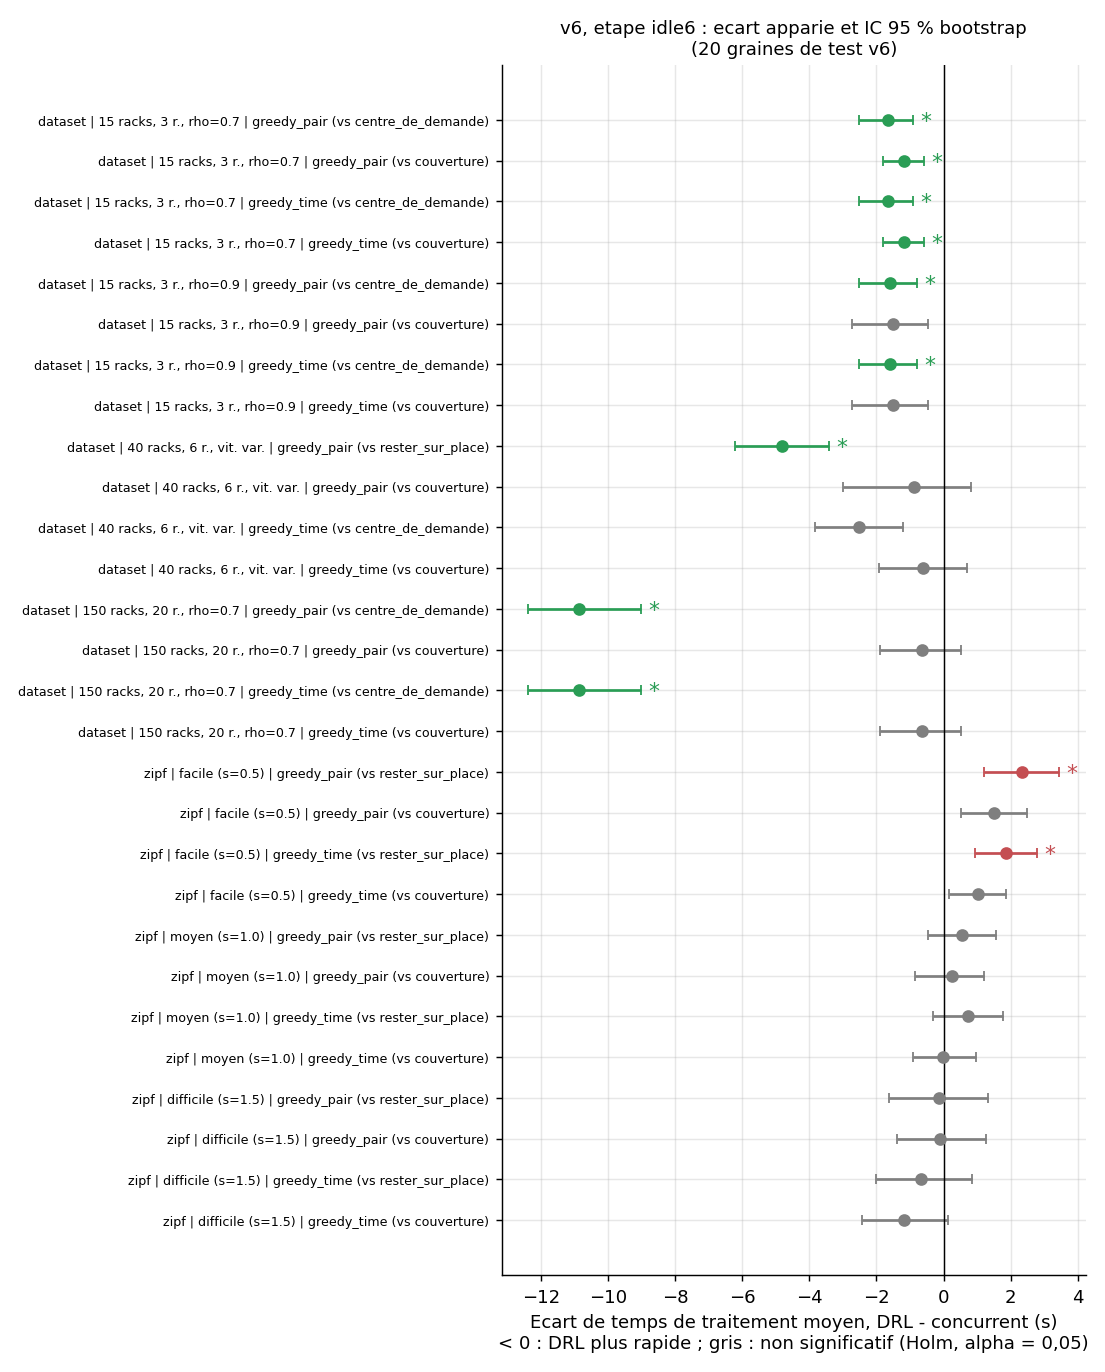 v6, etape idle6 : ecart apparie et IC 95 % bootstrap
(20 graines de test v6)
dataset | 15 racks, 3 r., rho=0.7 | greedy_pair (vs centre_de_demande)
*
dataset | 15 racks, 3 r., rho=0.7 | greedy_pair (vs couverture)
*
dataset | 15 racks, 3 r., rho=0.7 | greedy_time (vs centre_de_demande)
*
dataset | 15 racks, 3 r., rho=0.7 | greedy_time (vs couverture)
*
dataset | 15 racks, 3 r., rho=0.9 | greedy_pair (vs centre_de_demande)
*
dataset | 15 racks, 3 r., rho=0.9 | greedy_pair (vs couverture)
dataset | 15 racks, 3 r., rho=0.9 | greedy_time (vs centre_de_demande)
*
dataset | 15 racks, 3 r., rho=0.9 | greedy_time (vs couverture)
dataset | 40 racks, 6 r., vit. var. | greedy_pair (vs rester_sur_place)
*
dataset | 40 racks, 6 r., vit. var. | greedy_pair (vs couverture)
dataset | 40 racks, 6 r., vit. var. | greedy_time (vs centre_de_demande)
dataset | 40 racks, 6 r., vit. var. | greedy_time (vs couverture)
dataset | 150 racks, 20 r., rho=0.7 | greedy_pair (vs centre_de_demande)
*
dataset | 150 racks, 20 r., rho=0.7 | greedy_pair (vs couverture)
dataset | 150 racks, 20 r., rho=0.7 | greedy_time (vs centre_de_demande)
*
dataset | 150 racks, 20 r., rho=0.7 | greedy_time (vs couverture)
zipf | facile (s=0.5) | greedy_pair (vs rester_sur_place)
*
zipf | facile (s=0.5) | greedy_pair (vs couverture)
zipf | facile (s=0.5) | greedy_time (vs rester_sur_place)
*
zipf | facile (s=0.5) | greedy_time (vs couverture)
zipf | moyen (s=1.0) | greedy_pair (vs rester_sur_place)
zipf | moyen (s=1.0) | greedy_pair (vs couverture)
zipf | moyen (s=1.0) | greedy_time (vs rester_sur_place)
zipf | moyen (s=1.0) | greedy_time (vs couverture)
zipf | difficile (s=1.5) | greedy_pair (vs rester_sur_place)
zipf | difficile (s=1.5) | greedy_pair (vs couverture)
zipf | difficile (s=1.5) | greedy_time (vs rester_sur_place)
zipf | difficile (s=1.5) | greedy_time (vs couverture)
−12 −10 −8 −6 −4 −2 0 2 4
Ecart de temps de traitement moyen, DRL - concurrent (s)
< 0 : DRL plus rapide ; gris : non significatif (Holm, alpha = 0,05)